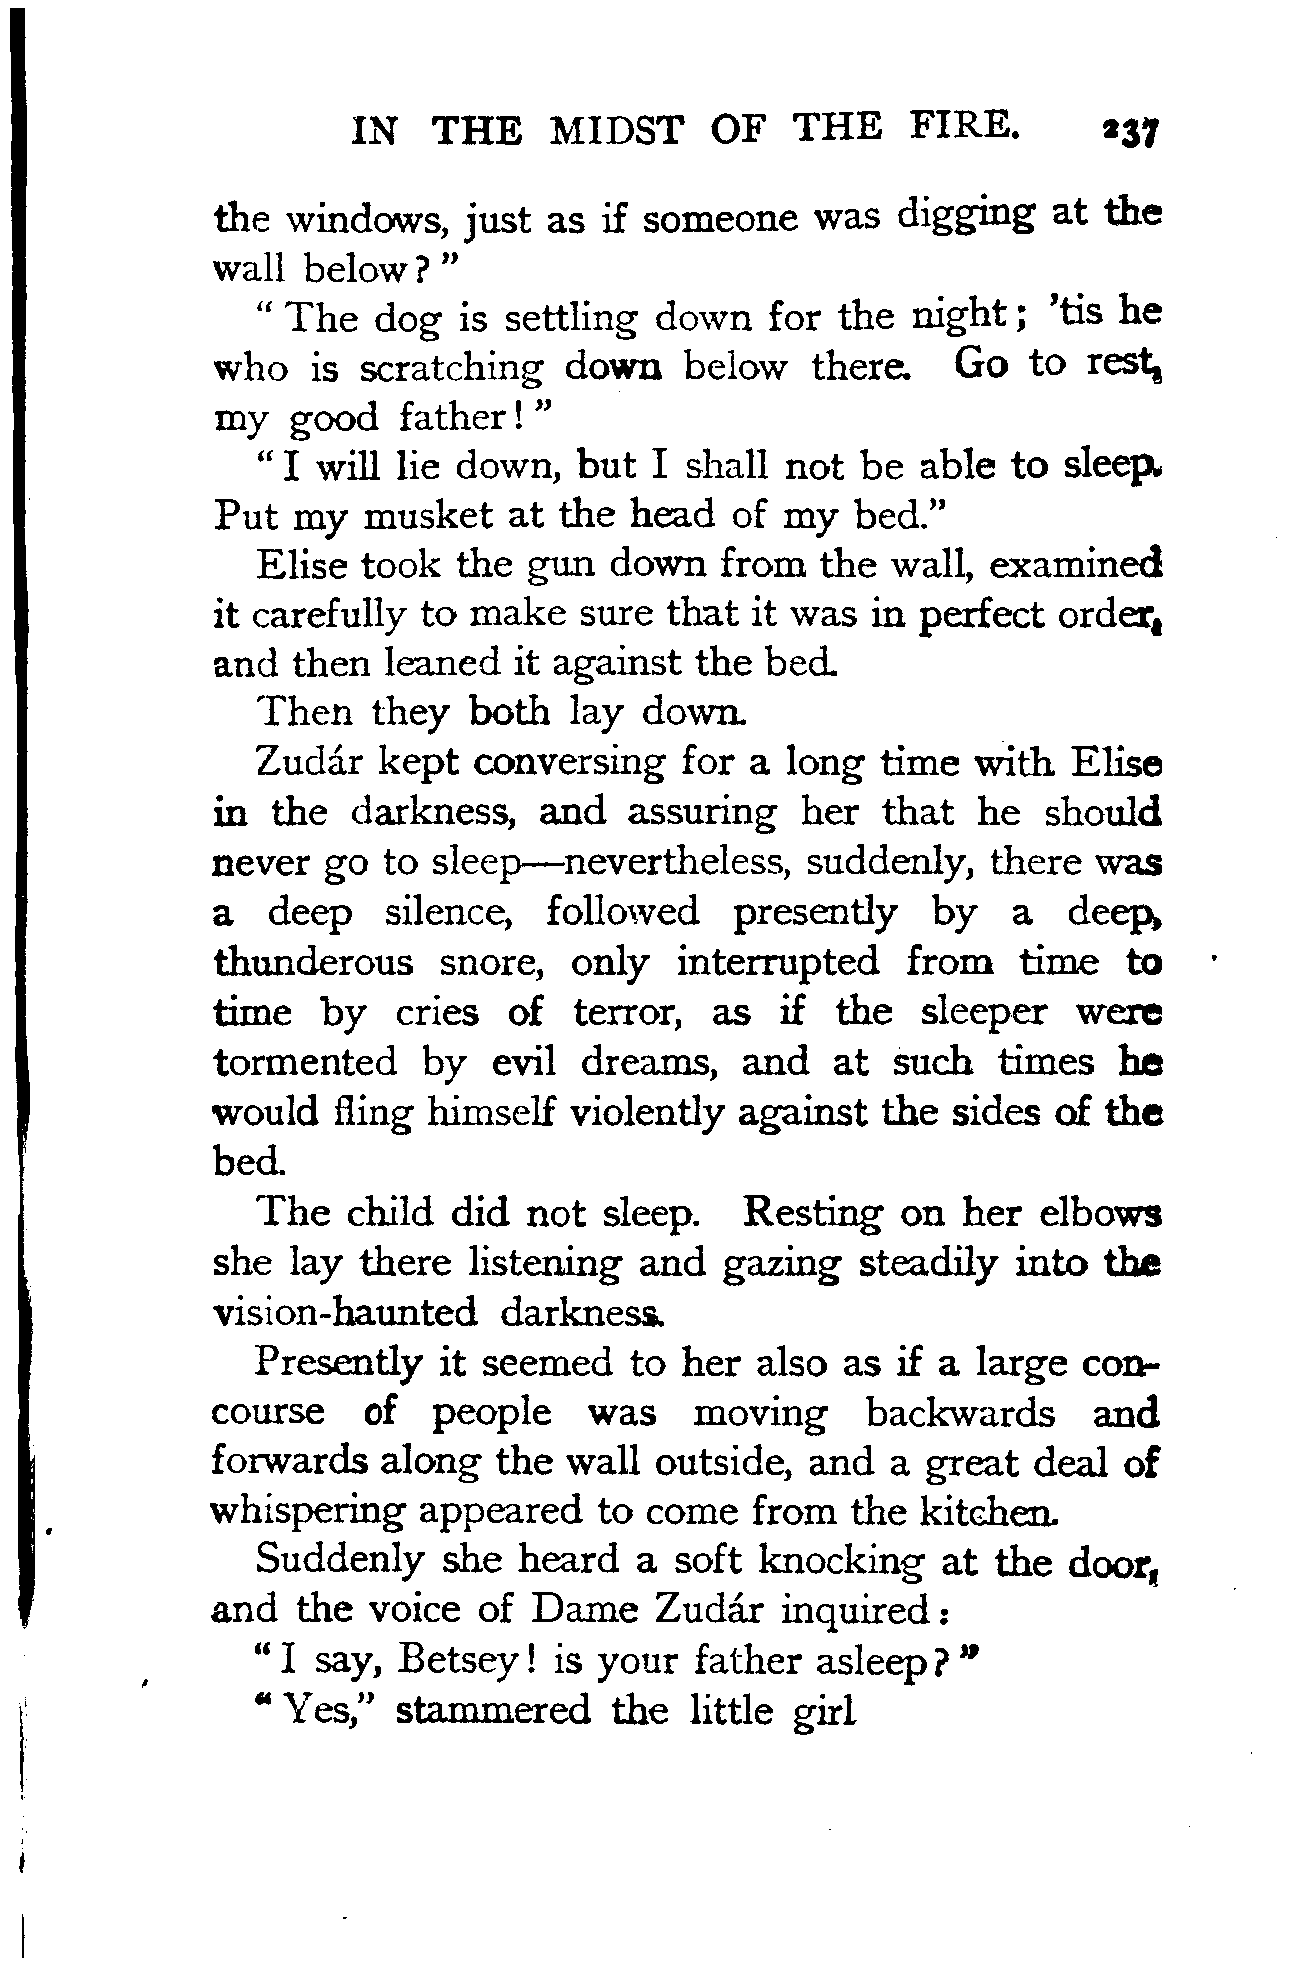 IN THE MIDST OF THE FIRE. 237
the windows, just as if someone was digging at the
wall below?"
"The dog is settling down for the night; 'tis he
who is scratching down below there. Go to rest,
my good father!"
"I will lie down, but I shall not be able to sleep.
Put my musket at the head of my bed."
Elise took the gun down from the wall, examined
it carefully to make sure that it was in perfect order,
and then leaned it against the bed.
Then they both lay down.
Zudár kept conversing for a long time with Elise
in the darkness, and assuring her that he should
never go to sleep—nevertheless, suddenly, there was
a deep silence, followed presently by a deep,
thunderous snore, only interrupted from time to
time by cries of terror, as if the sleeper were
tormented by evil dreams, and at such times he
would fling himself violently against the sides of the
bed.
The child did not sleep. Resting on her elbows
she lay there listening and gazing steadily into the
vision-haunted darkness.
Presently it seemed to her also as if a large con-
course of people was moving backwards and
forwards along the wall outside, and a great deal of
whispering appeared to come from the kitchen.
Suddenly she heard a soft knocking at the door,
and the voice of Dame Zudár inquired:
"I say, Betsey! is your father asleep?"
"Yes," stammered the little girl